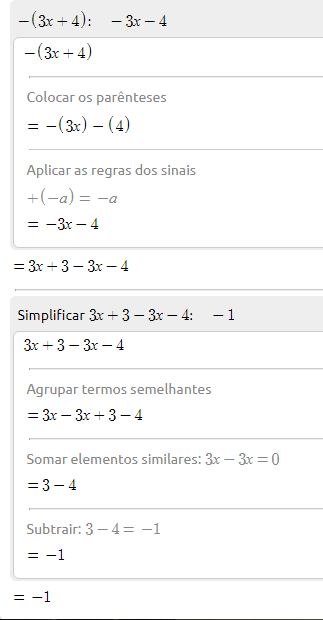 −(3x + 4):   −3x − 4
−(3x + 4)
Colocar os parênteses
= −(3x) − (4)
Aplicar as regras dos sinais
+(−a) = −a
= −3x − 4
= 3x + 3 − 3x − 4
Simplificar 3x + 3 − 3x − 4:   −1
3x + 3 − 3x − 4
Agrupar termos semelhantes
= 3x − 3x + 3 − 4
Somar elementos similares: 3x − 3x = 0
= 3 − 4
Subtrair: 3 − 4 = −1
= −1
= −1